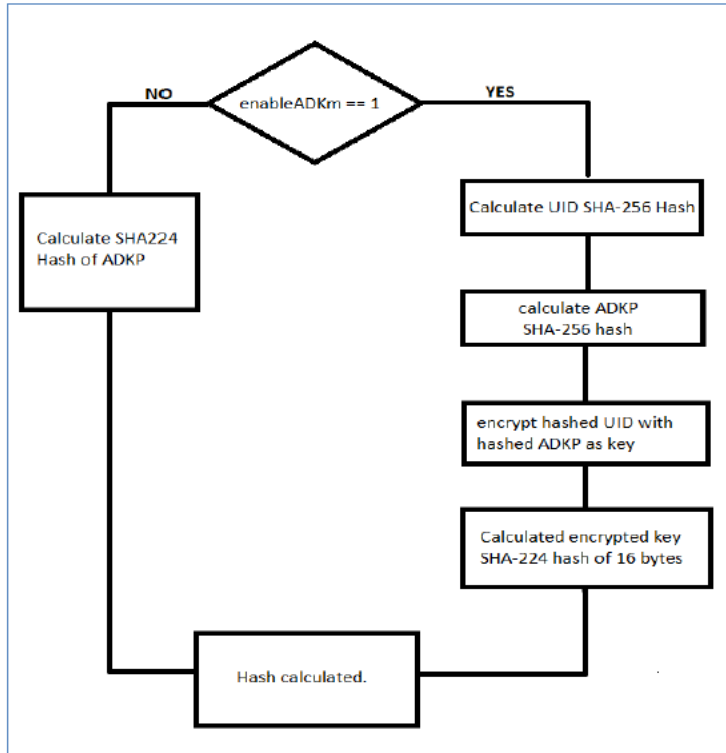 enableADKm == 1
NO
YES
Calculate SHA224
Hash of ADKP
Calculate UID SHA-256 Hash
calculate ADKP
SHA-256 hash
encrypt hashed UID with
hashed ADKP as key
Calculated encrypted key
SHA-224 hash of 16 bytes
Hash calculated.